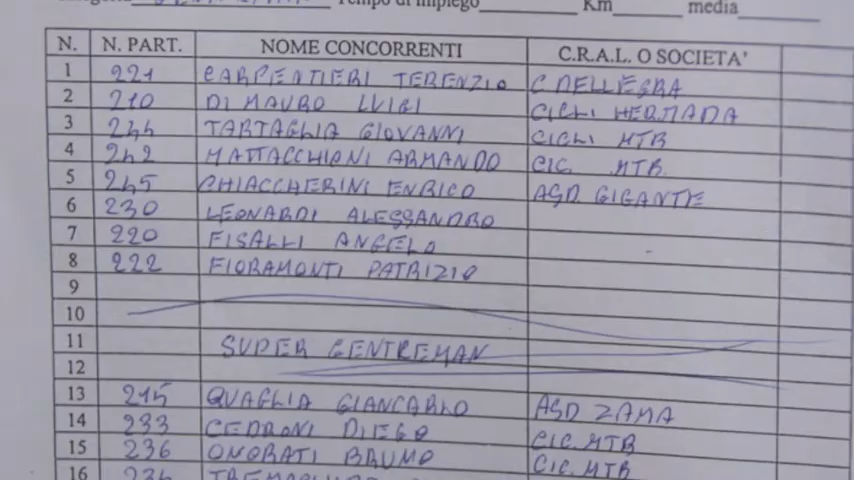 Tempo di impiego Km media
N. N. PART. NOME CONCORRENTI C.R.A.L. O SOCIETA'
1 221 CARPENTIERI TERENZIO C DELLEGRA
2 210 DI MAURO LUIGI CICLI HERMADA
3 244 TARTAGLIA GIOVANNI CICLI MTB
4 242 MATTACCHIONI ARMANDO CIC. MTB
5 245 CHIACCHERINI ENRICO ASD GIGANTE
6 230 LEONARDI ALESSANDRO
7 220 FISALLI ANGELO
8 222 FIORAMONTI PATRIZIO
9
10
11 SUPER GENTREMAN
12
13 215 QUAGLIA GIANCARLO ASD ZAMA
14 233 CEDRONI DIEGO CIC. MTB
15 236 ONORATI BRUNO CIC. MTB
16